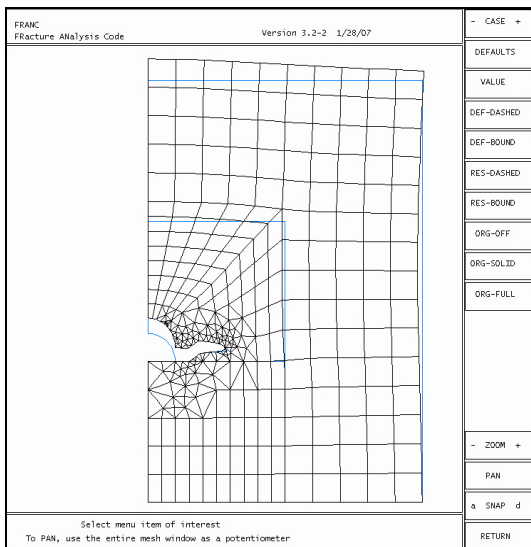 FRANC
FRacture ANalysis Code
Version 3.2-2 1/28/07
- CASE +
DEFAULTS
VALUE
DEF-DASHED
DEF-BOUND
RES-DASHED
RES-BOUND
ORG-OFF
ORG-SOLID
ORG-FULL
- ZOOM +
PAN
a SNAP d
RETURN
Select menu item of interest
To PAN, use the entire mesh window as a potentiometer